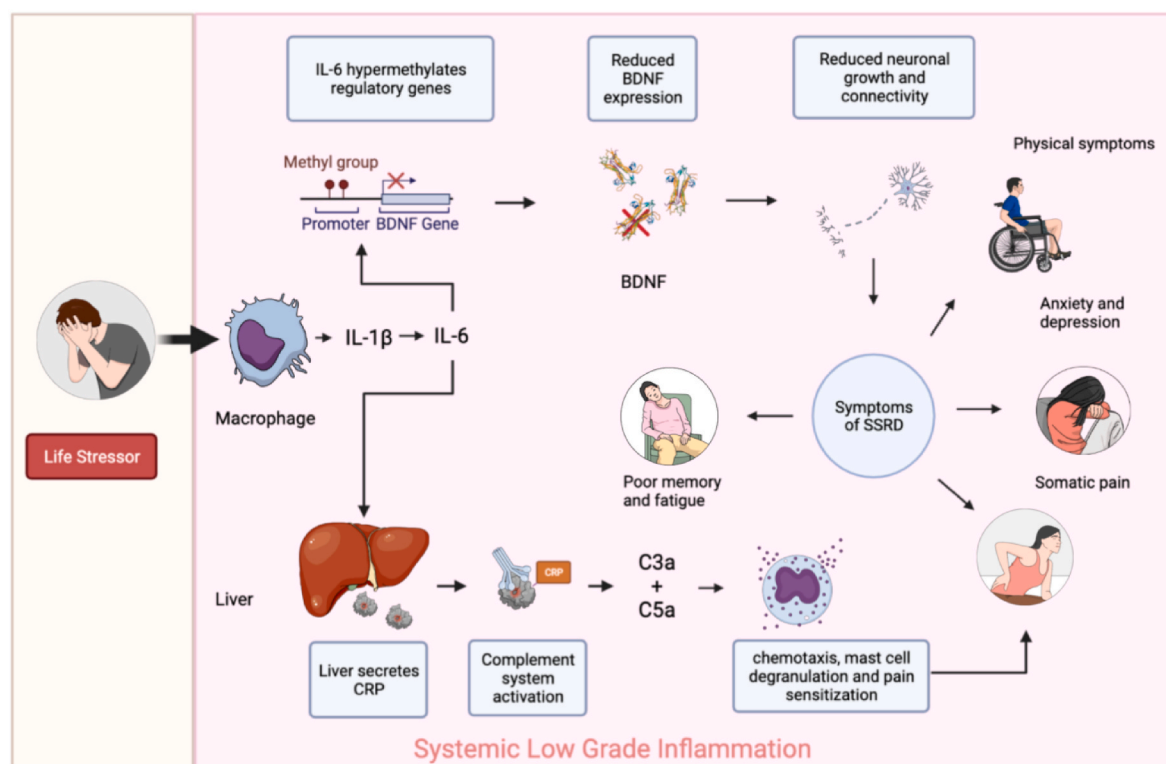 IL-6 hypermethylates
regulatory genes
Reduced
BDNF
expression
Reduced neuronal
growth and
connectivity
Methyl group
Promoter
BDNF Gene
BDNF
Physical symptoms
Anxiety and
depression
Life Stressor
Macrophage
IL-1β
IL-6
Symptoms
of SSRD
Poor memory
and fatigue
Somatic pain
Liver
CRP
C3a
+
C5a
Liver secretes
CRP
Complement
system
activation
chemotaxis, mast cell
degranulation and pain
sensitization
Systemic Low Grade Inflammation